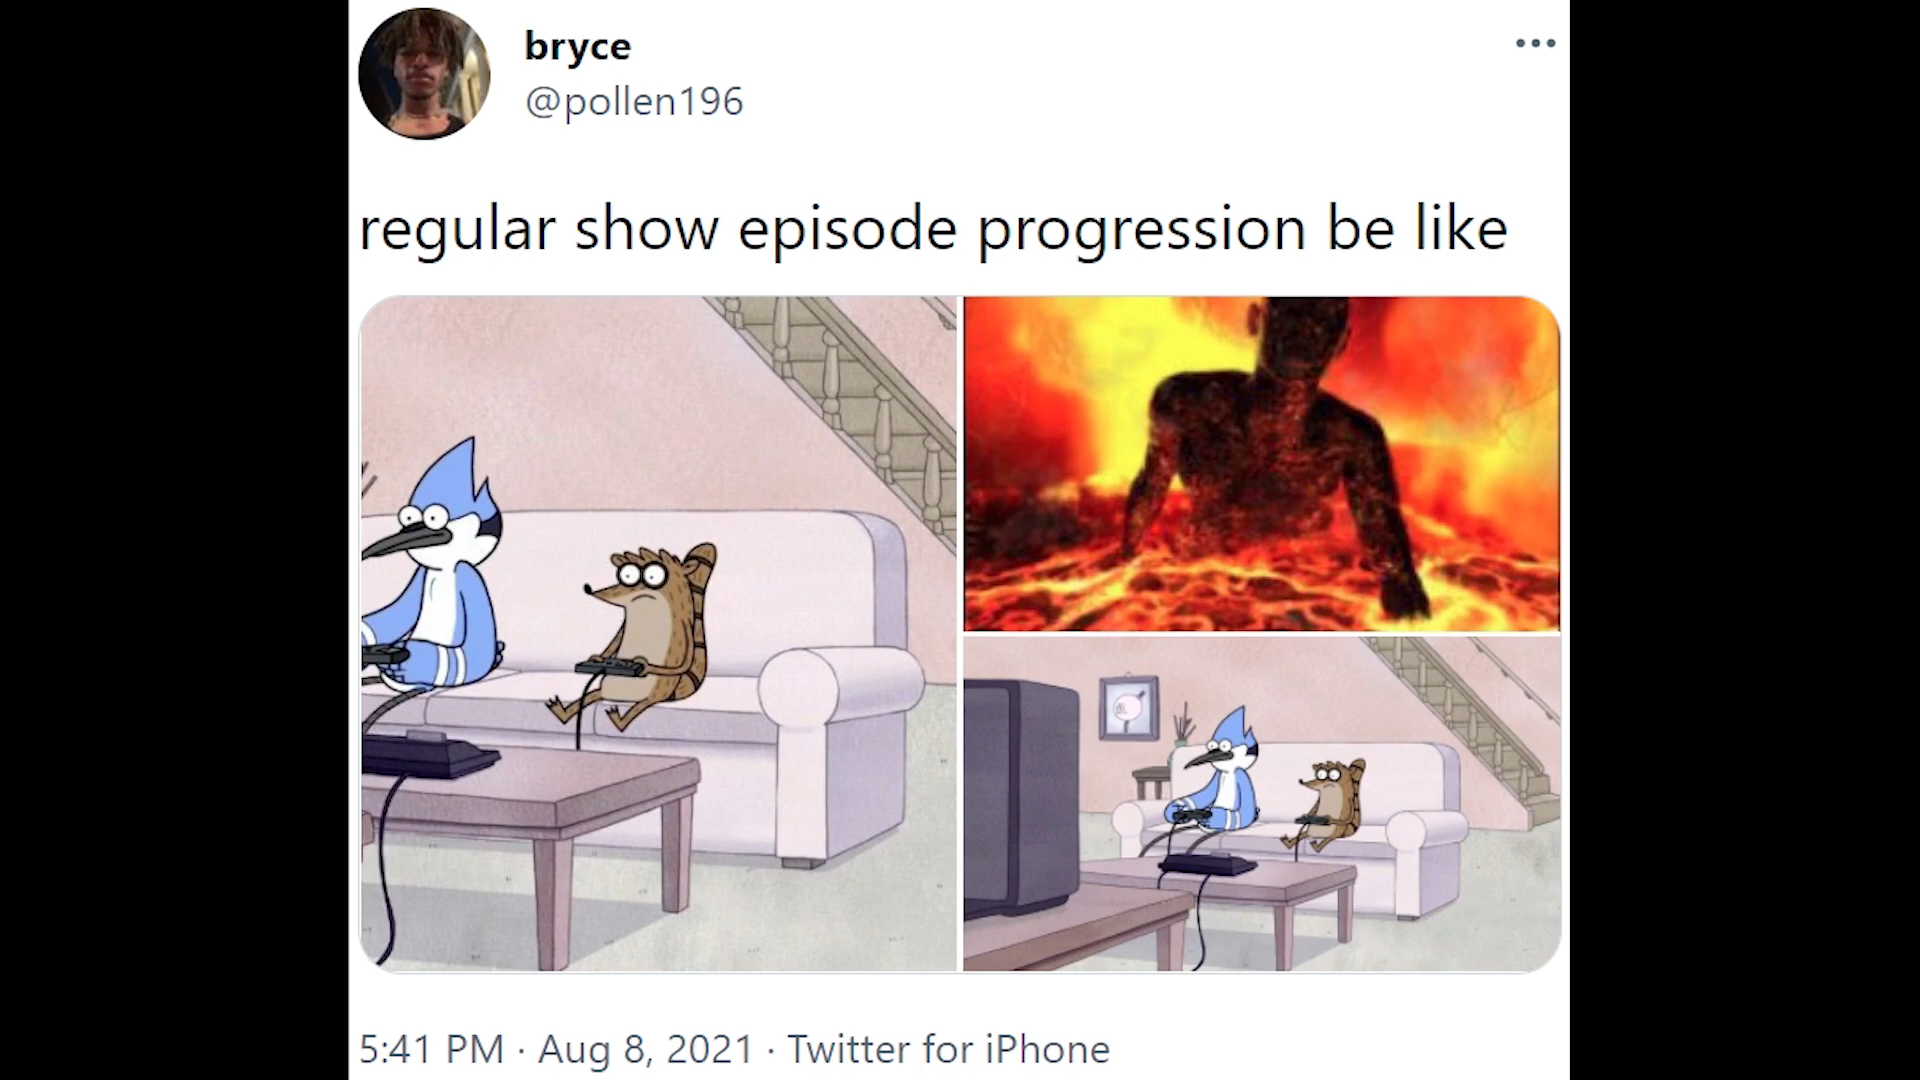 bryce
@pollen196
regular show episode progression be like
5:41 PM · Aug 8, 2021 · Twitter for iPhone